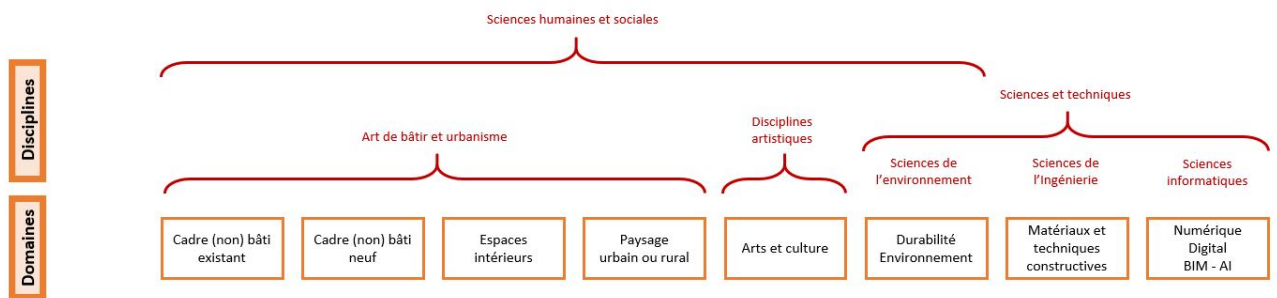 Sciences humaines et sociales
Disciplines
Sciences et techniques
Art de bâtir et urbanisme
Disciplines
artistiques
Sciences de
l'environnement
Sciences de
l'Ingénierie
Sciences
informatiques
Domaines
Cadre (non) bâti
existant
Cadre (non) bâti
neuf
Espaces
intérieurs
Paysage
urbain ou rural
Arts et culture
Durabilité
Environnement
Matériaux et
techniques
constructives
Numérique
Digital
BIM - AI